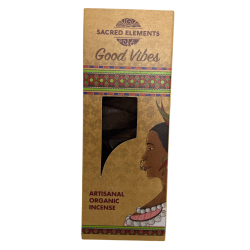 SACRED ELEMENTS
Good Vibes
ARTISANAL
ORGANIC
INCENSE